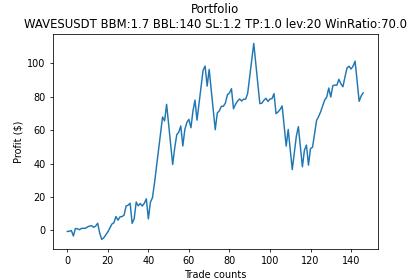 Portfolio
WAVESUSDT BBM:1.7 BBL:140 SL:1.2 TP:1.0 lev:20 WinRatio:70.0
100
80
60
40
20
0
Profit ($)
0 20 40 60 80 100 120 140
Trade counts